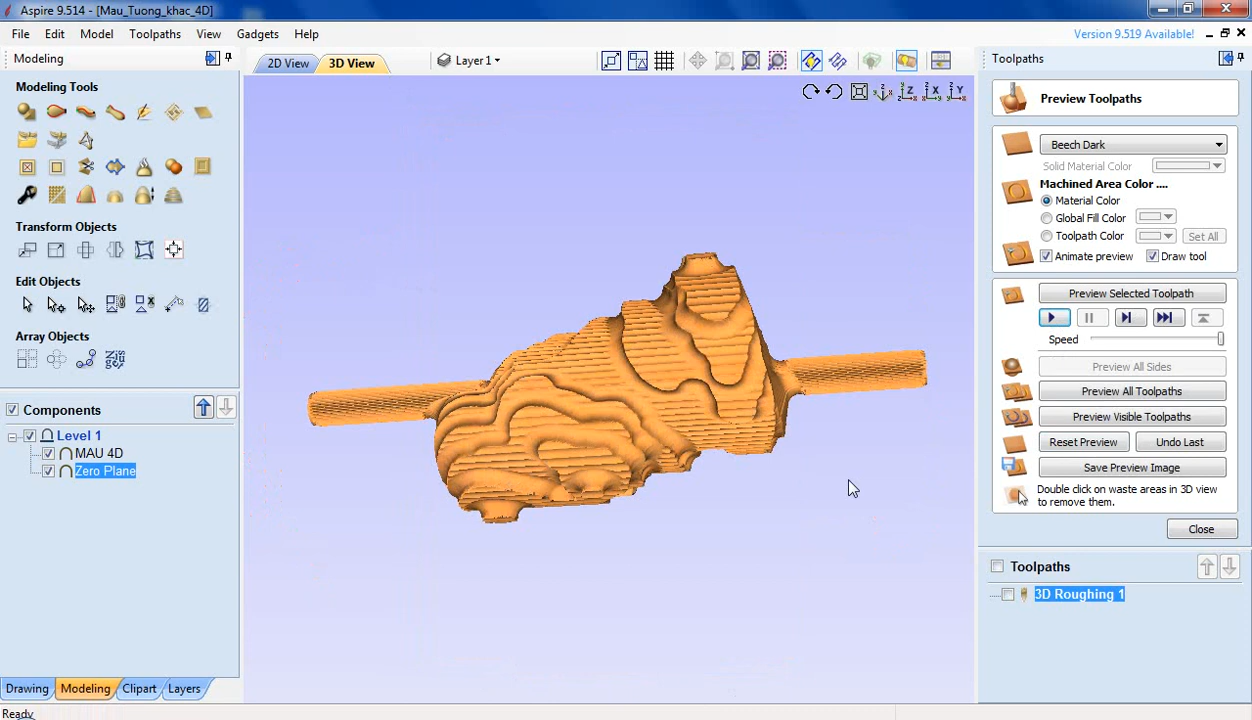 Aspire 9.514 - [Mau_Tuong_khac_4D]
File Edit Model Toolpaths View Gadgets Help
Version 9.519 Available!
Modeling
2D View
3D View
Layer 1
Toolpaths
Modeling Tools
Transform Objects
Edit Objects
Array Objects
Components
Level 1
MAU 4D
Zero Plane
Drawing Modeling Clipart Layers
Ready
Z X Y
Preview Toolpaths
Beech Dark
Solid Material Color
Machined Area Color ....
Material Color
Global Fill Color
Toolpath Color
Set All
Animate preview
Draw tool
Preview Selected Toolpath
Speed
Preview All Sides
Preview All Toolpaths
Preview Visible Toolpaths
Reset Preview
Undo Last
Save Preview Image
Double click on waste areas in 3D view
to remove them.
Close
Toolpaths
3D Roughing 1